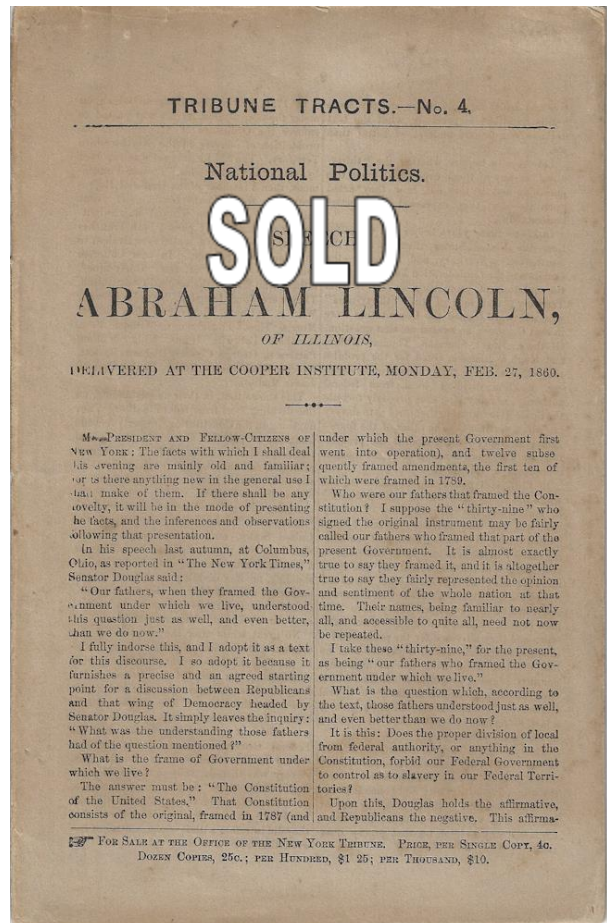 TRIBUNE TRACTS.—No. 4.
National Politics.
SPEECH
SOLD
ABRAHAM LINCOLN,
OF ILLINOIS,
DELIVERED AT THE COOPER INSTITUTE, MONDAY, FEB. 27, 1860.
PRESIDENT AND FELLOW-CITIZENS OF
NEW YORK: The facts with which I shall deal
this evening are mainly old and familiar;
nor is there anything new in the general use I
shall make of them. If there shall be any
novelty, it will be in the mode of presenting
the facts, and the inferences and observations
following that presentation.
In his speech last autumn, at Columbus,
Ohio, as reported in "The New York Times,"
Senator Douglas said:
"Our fathers, when they framed the Gov-
ernment under which we live, understood
this question just as well, and even better,
than we do now."
I fully indorse this, and I adopt it as a text
for this discourse. I so adopt it because it
furnishes a precise and an agreed starting
point for a discussion between Republicans
and that wing of Democracy headed by
Senator Douglas. It simply leaves the inquiry:
"What was the understanding those fathers
had of the question mentioned?"
What is the frame of Government under
which we live?
The answer must be: "The Constitution
of the United States." That Constitution
consists of the original, framed in 1787 (and
under which the present Government first
went into operation), and twelve subse
quently framed amendments, the first ten of
which were framed in 1789.
Who were our fathers that framed the Con-
stitution? I suppose the "thirty-nine" who
signed the original instrument may be fairly
called our fathers who framed that part of the
present Government. It is almost exactly
true to say they framed it, and it is altogether
true to say they fairly represented the opinion
and sentiment of the whole nation at that
time. Their names, being familiar to nearly
all, and accessible to quite all, need not now
be repeated.
I take these "thirty-nine," for the present,
as being "our fathers who framed the Gov-
ernment under which we live."
What is the question which, according to
the text, those fathers understood just as well,
and even better than we do now?
It is this: Does the proper division of local
from federal authority, or anything in the
Constitution, forbid our Federal Government
to control as to slavery in our Federal Terri-
tories?
Upon this, Douglas holds the affirmative,
and Republicans the negative. This affirma-
☞ FOR SALE AT THE OFFICE OF THE NEW YORK TRIBUNE. PRICE, PER SINGLE COPY, 4c.
DOZEN COPIES, 25c.; PER HUNDRED, $1 25; PER THOUSAND, $10.